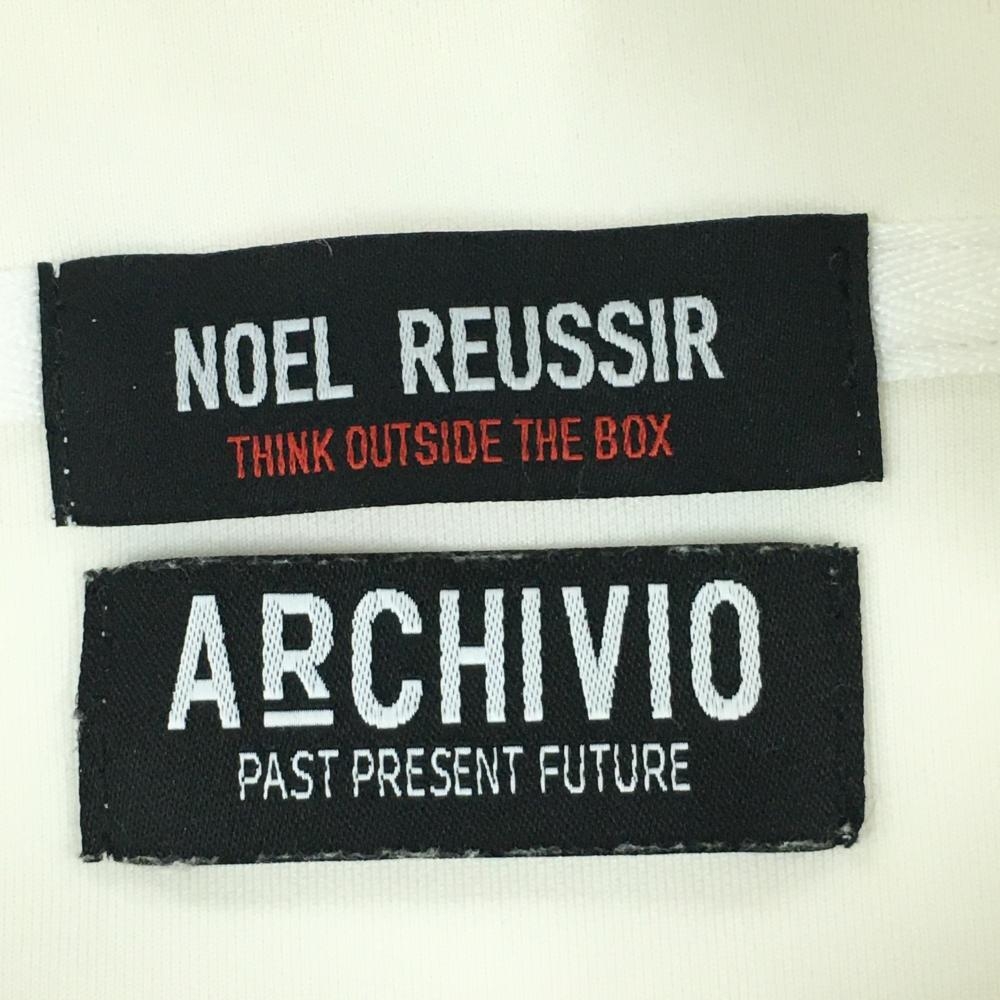 NOEL REUSSIR
THINK OUTSIDE THE BOX
ARCHIVIO
PAST PRESENT FUTURE